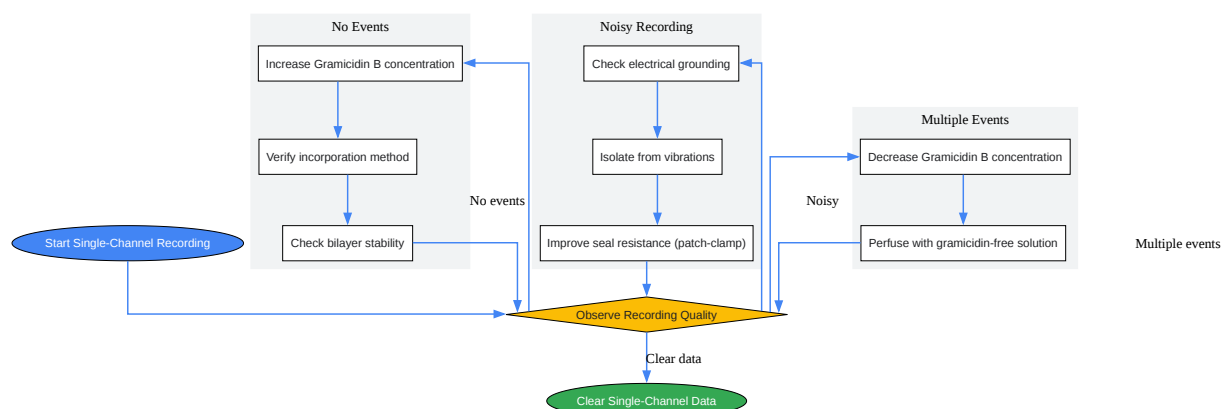 No Events
Noisy Recording
Increase Gramicidin B concentration
Check electrical grounding
Multiple Events
Verify incorporation method
Isolate from vibrations
Decrease Gramicidin B concentration
No events
Noisy
Start Single-Channel Recording
Check bilayer stability
Improve seal resistance (patch-clamp)
Perfuse with gramicidin-free solution
Multiple events
Observe Recording Quality
Clear data
Clear Single-Channel Data